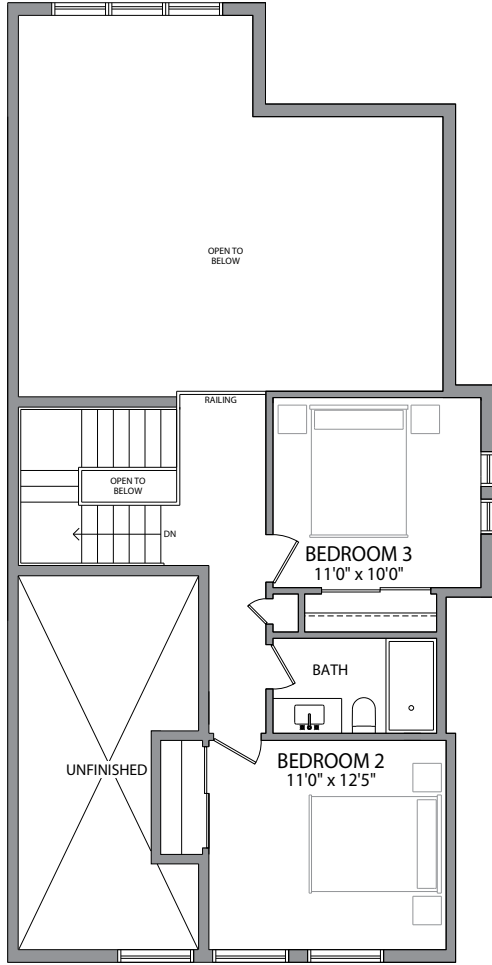 OPEN TO
BELOW
RAILING
OPEN TO
BELOW
DN
BEDROOM 3
11'0" x 10'0"
BATH
UNFINISHED
BEDROOM 2
11'0" x 12'5"